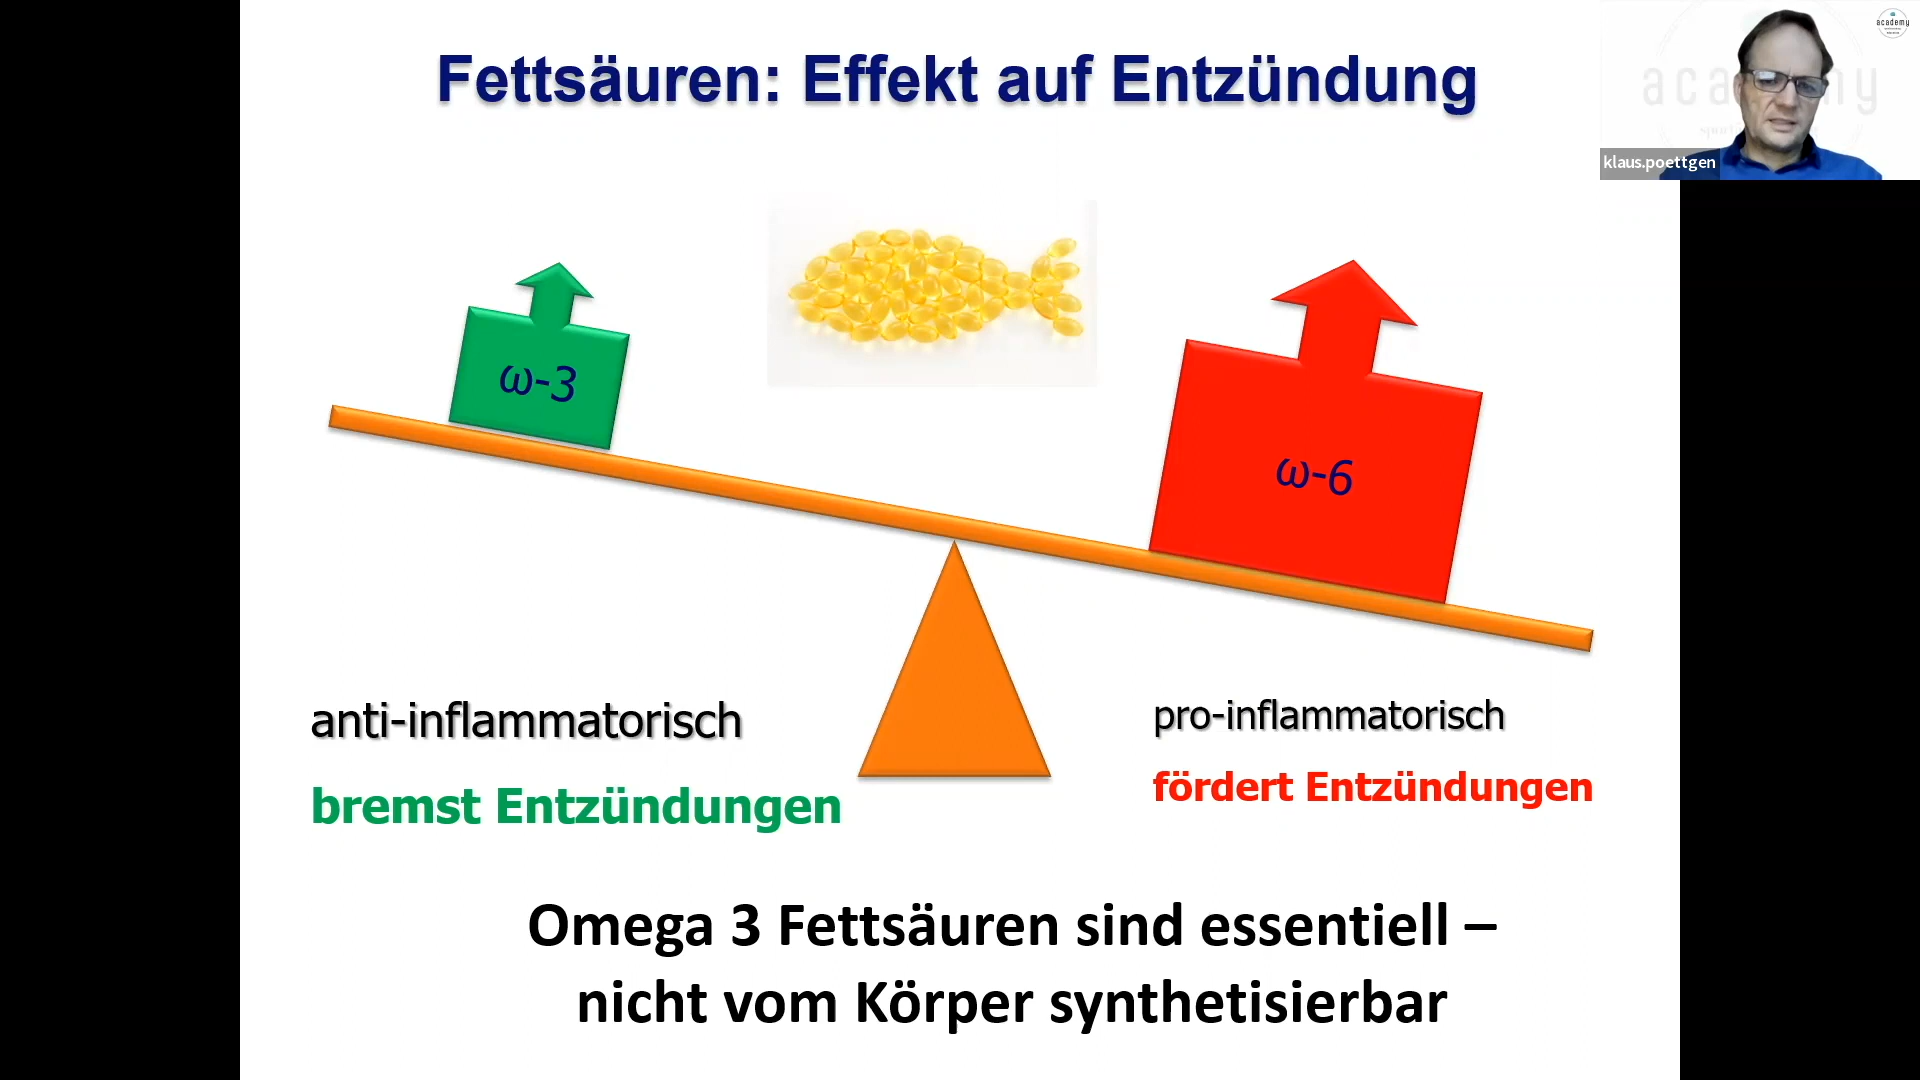 Fettsäuren: Effekt auf Entzündung
academy
academy
klaus.poettgen
ω-3
ω-6
anti-inflammatorisch
pro-inflammatorisch
bremst Entzündungen
fördert Entzündungen
Omega 3 Fettsäuren sind essentiell –
nicht vom Körper synthetisierbar